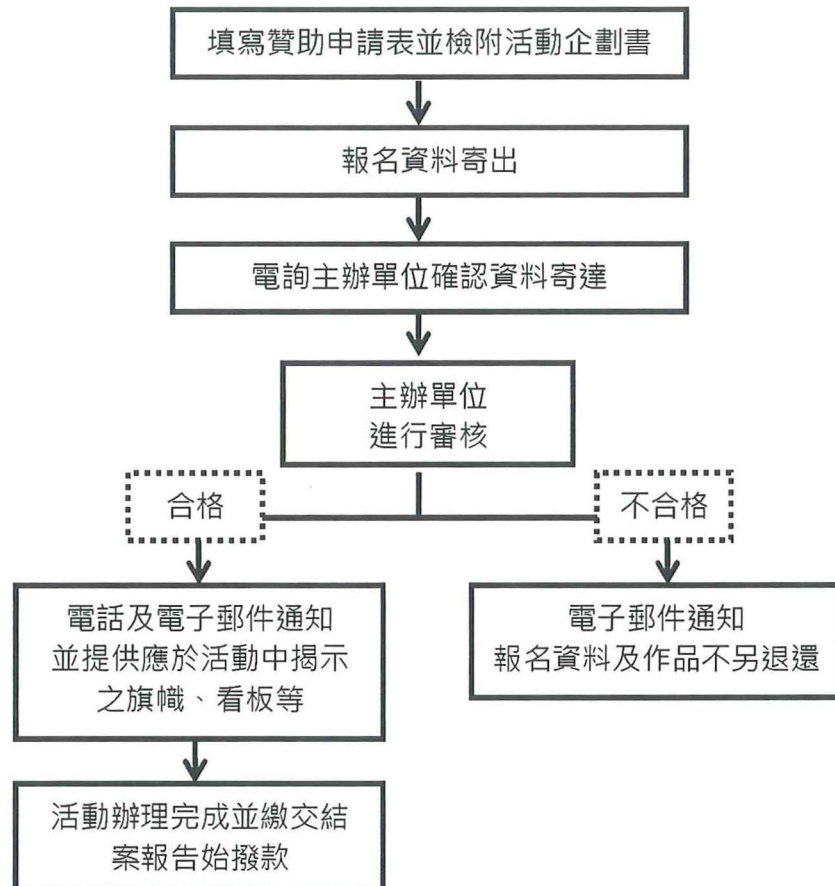 填寫贊助申請表並檢附活動企劃書
報名資料寄出
電詢主辦單位確認資料寄達
主辦單位
進行審核
合格
不合格
電話及電子郵件通知
並提供應於活動中揭示
之旗幟、看板等
電子郵件通知
報名資料及作品不另退還
活動辦理完成並繳交結
案報告始撥款